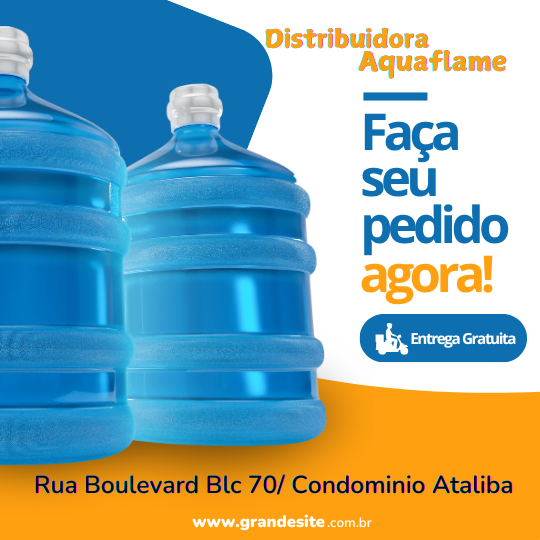 Distribuidora
Aquaflame
Faça
seu
pedido
agora!
Entrega Gratuita
Rua Boulevard Blc 70/ Condominio Ataliba
www.grandesite.com.br